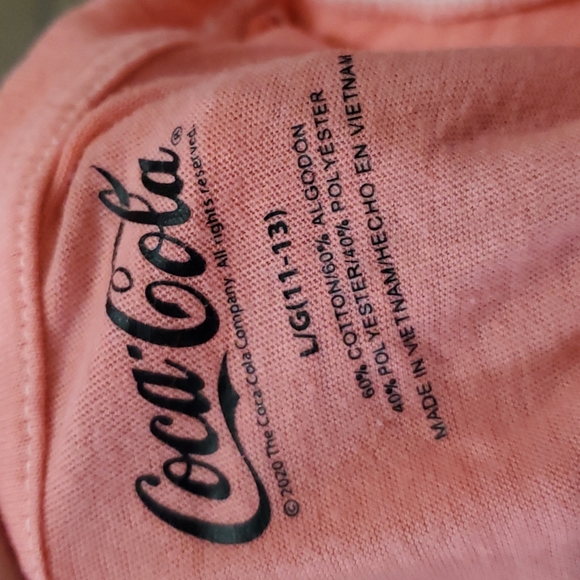 Coca-Cola®
© 2020 The Coca-Cola Company. All rights reserved.
L/G(11-13)
60% COTTON/60% ALGODÓN
40% POLYESTER/40% POLYESTER
MADE IN VIETNAM/HECHO EN VIETNAM